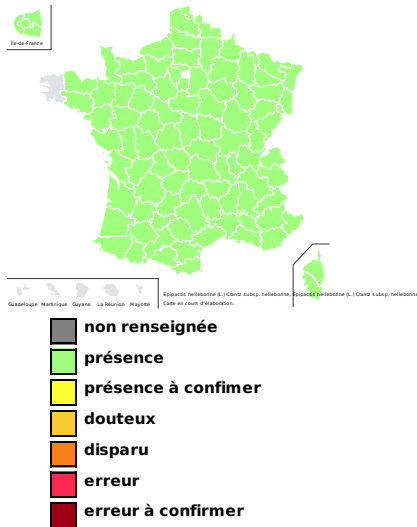 Île-de-France
Guadeloupe Martinique Guyane La Réunion Mayotte
Epipactis helleborine (L.) Crantz subsp. helleborine, Epipactis helleborine (L.) Crantz subsp. helleborine
Carte en cours d'élaboration.
non renseignée
présence
présence à confimer
douteux
disparu
erreur
erreur à confirmer